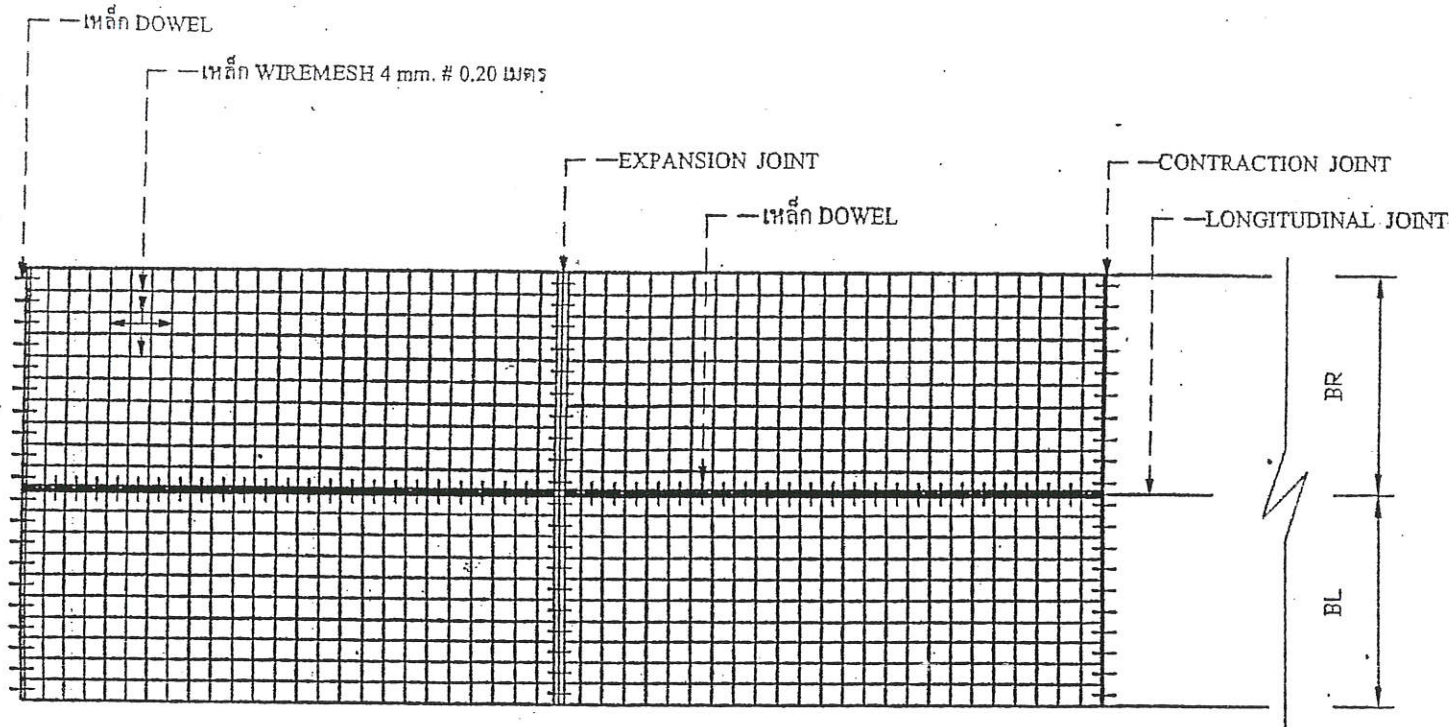 เหล็ก DOWEL
เหล็ก WIREMESH 4 mm. # 0.20 เมตร
EXPANSION JOINT
CONTRACTION JOINT
เหล็ก DOWEL
LONGITUDINAL JOINT
BR
BL